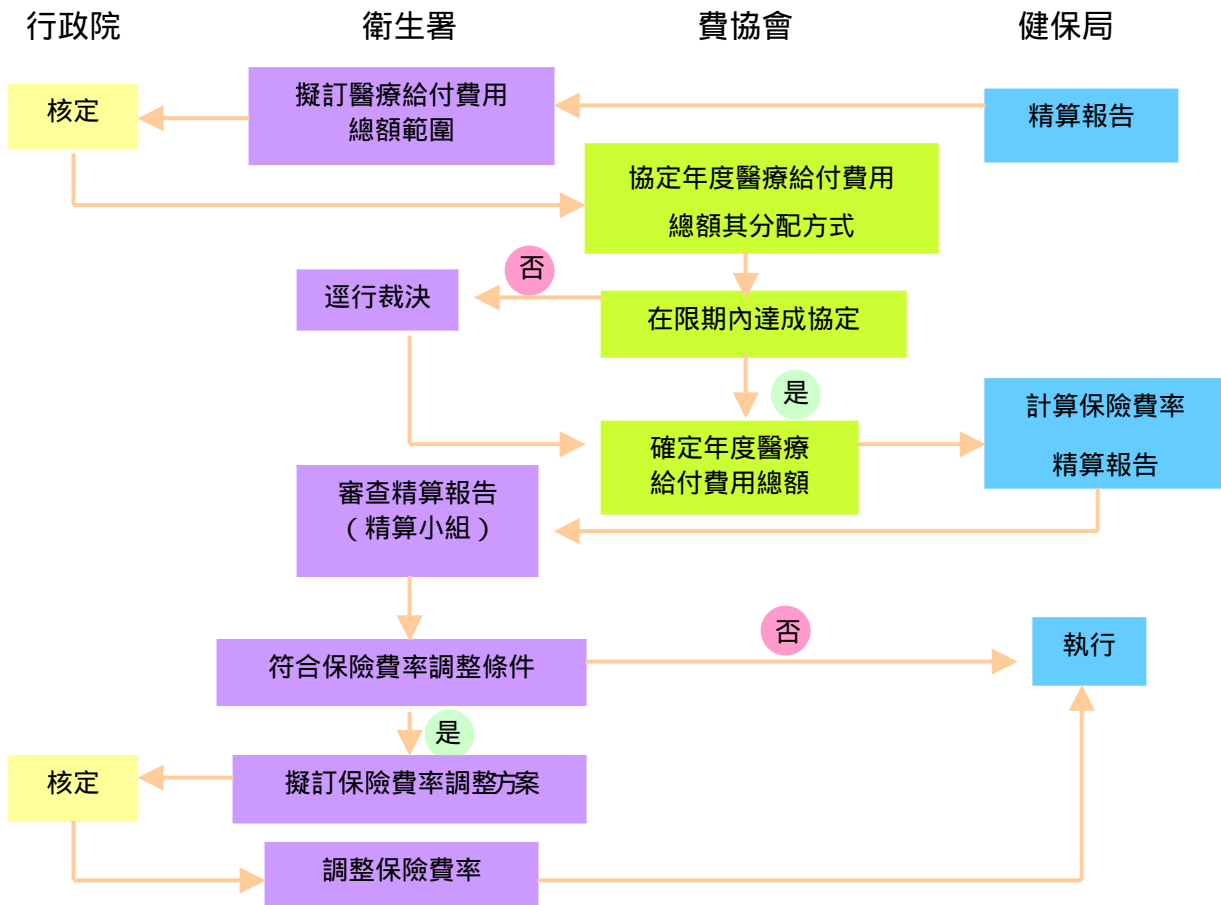 行政院
衛生署
費協會
健保局
核定
擬訂醫療給付費用
總額範圍
精算報告
協定年度醫療給付費用
總額其分配方式
否
逕行裁決
在限期內達成協定
是
確定年度醫療
給付費用總額
計算保險費率
精算報告
審查精算報告
(精算小組)
符合保險費率調整條件
否
執行
是
核定
擬訂保險費率調整方案
調整保險費率